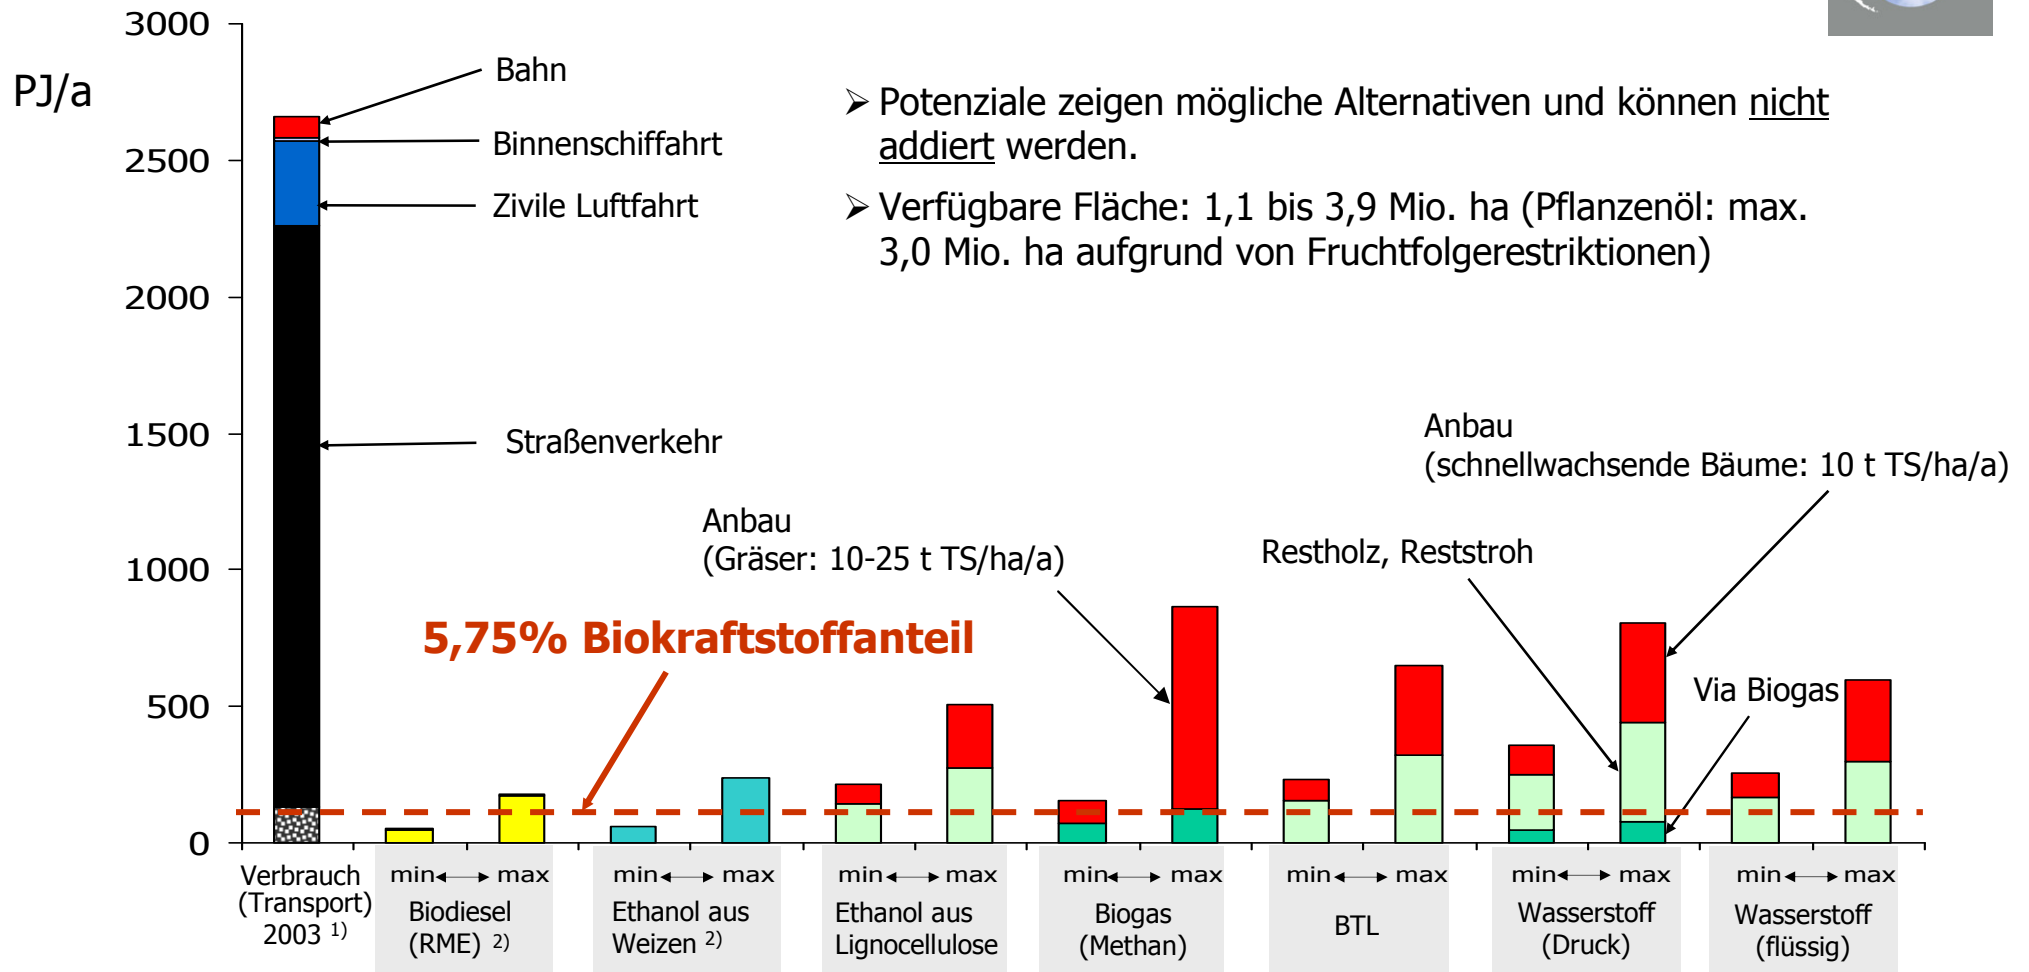 3000
PJ/a
2500
2000
1500
1000
500
0
Bahn
Binnenschiffahrt
Zivile Luftfahrt
Straßenverkehr
➢ Potenziale zeigen mögliche Alternativen und können nicht
addiert werden.
➢ Verfügbare Fläche: 1,1 bis 3,9 Mio. ha (Pflanzenöl: max.
3,0 Mio. ha aufgrund von Fruchtfolgerestriktionen)
Anbau
(schnellwachsende Bäume: 10 t TS/ha/a)
Anbau
(Gräser: 10-25 t TS/ha/a)
Restholz, Reststroh
5,75% Biokraftstoffanteil
Via Biogas
Verbrauch
(Transport)
2003 1)
min max
Biodiesel
(RME) 2)
min max
Ethanol aus
Weizen 2)
min max
Ethanol aus
Lignocellulose
min max
Biogas
(Methan)
min max
BTL
min max
Wasserstoff
(Druck)
min max
Wasserstoff
(flüssig)